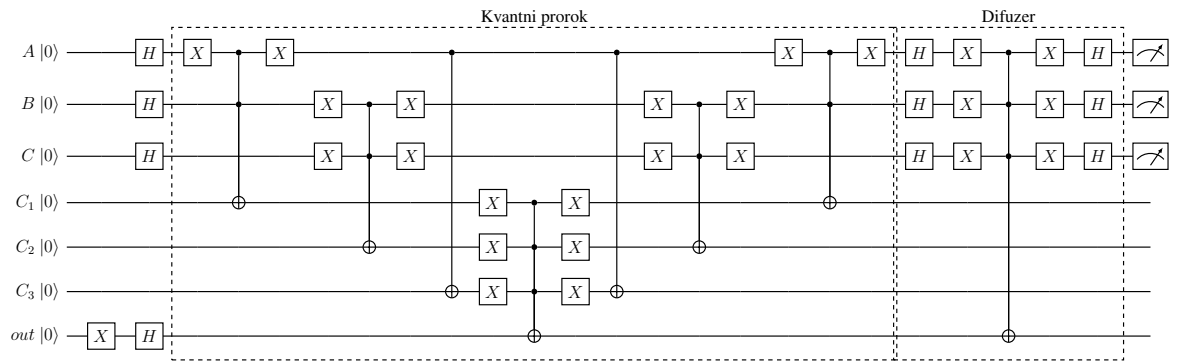 Kvantni prorok Difuzer
A |0⟩ H X X X X H X X H
B |0⟩ H X X X X H X X H
C |0⟩ H X X X X H X X H
C₁ |0⟩ X X
C₂ |0⟩ X X
C₃ |0⟩ X X
out |0⟩ X H